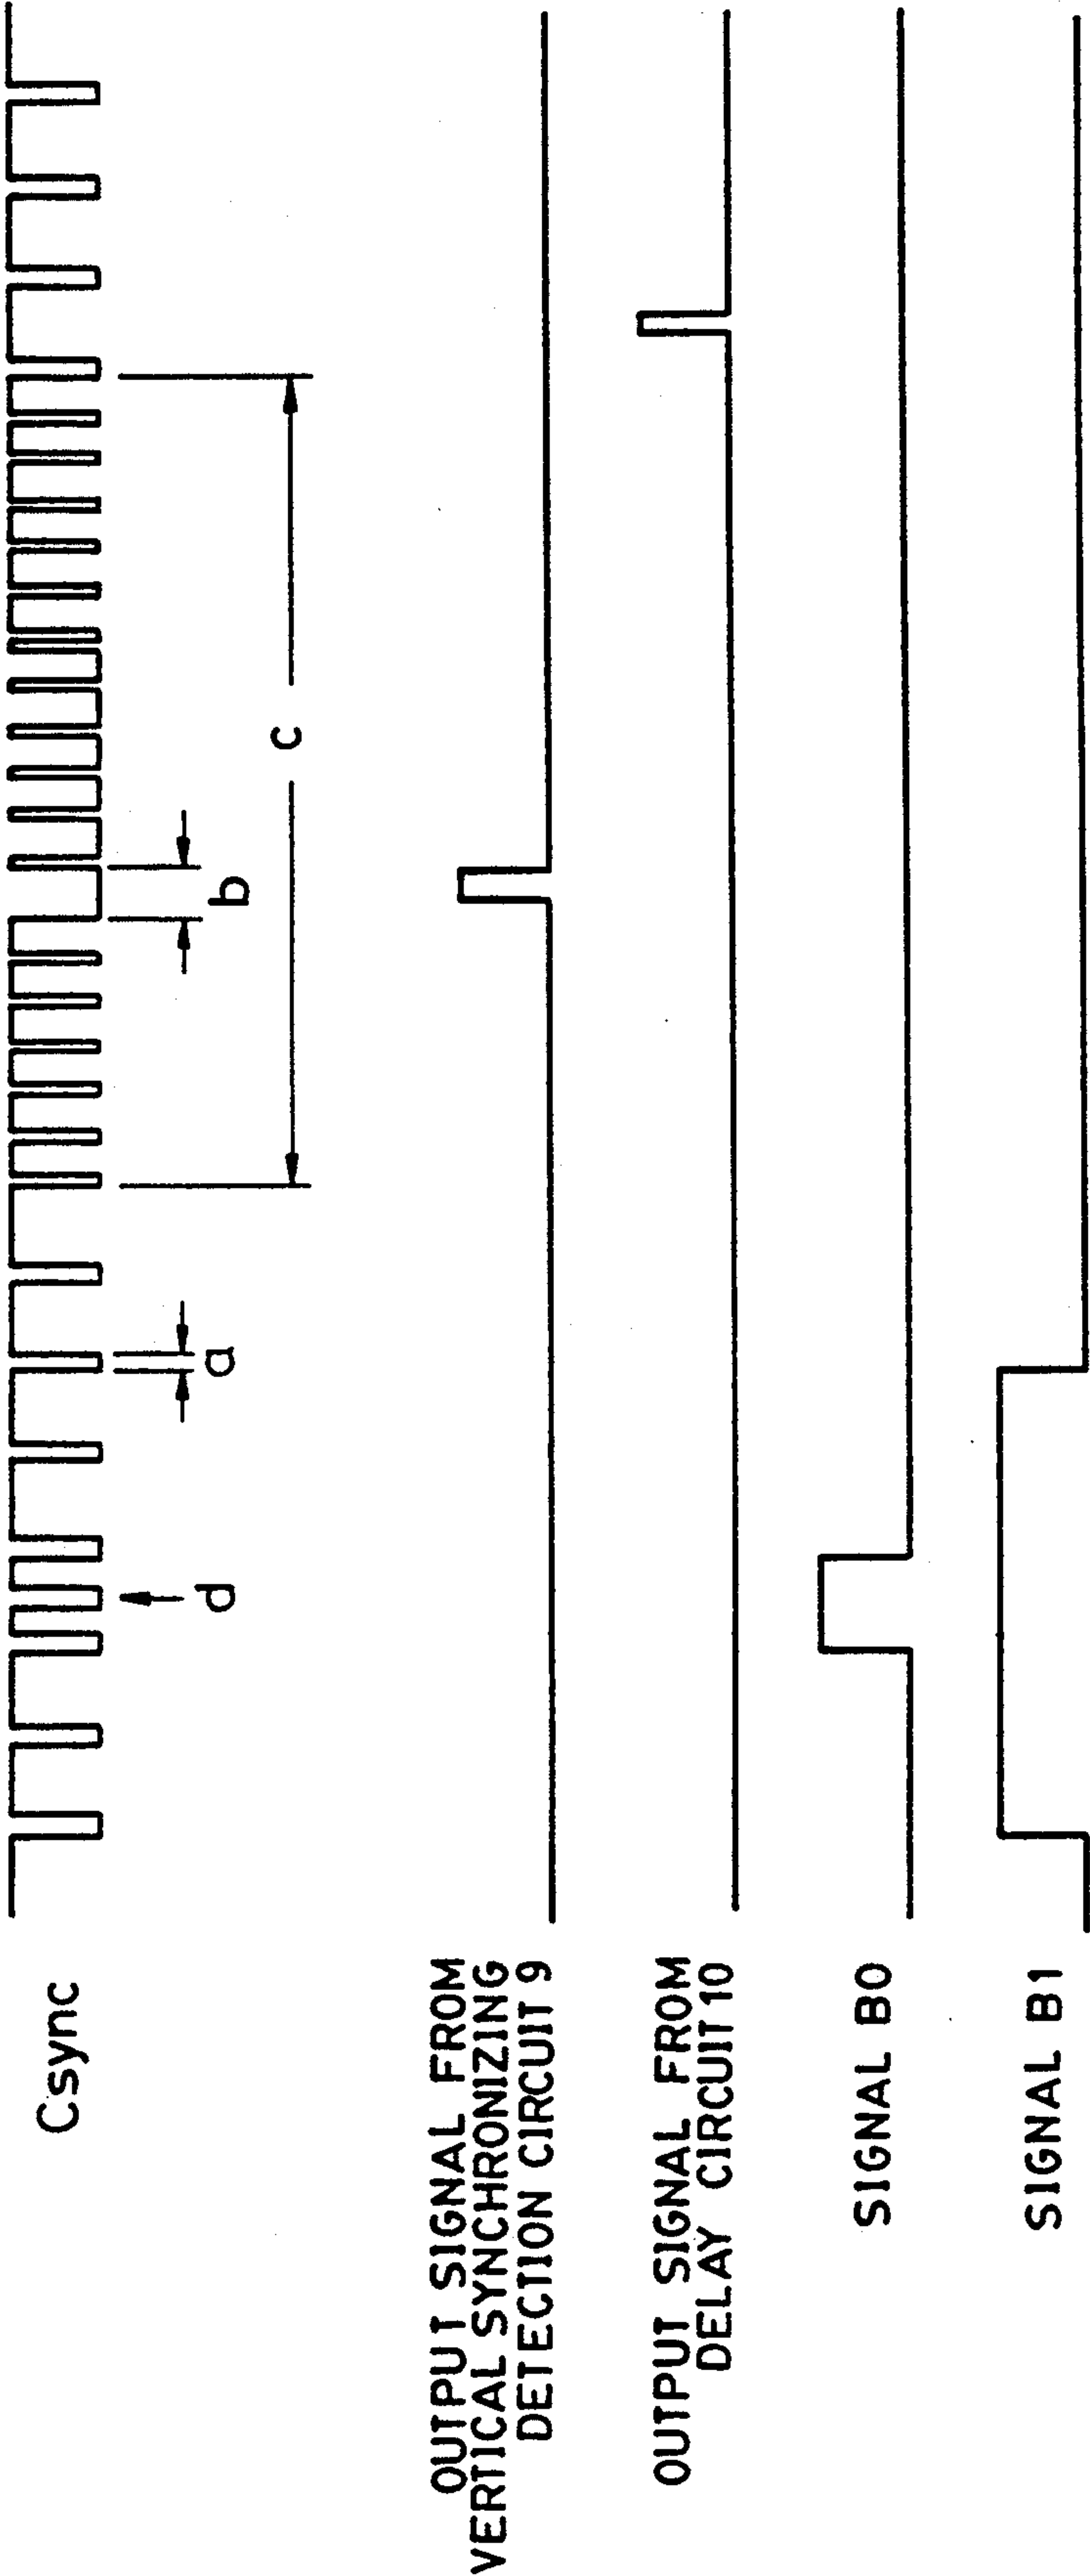 Csync
d
a
b
c
OUTPUT SIGNAL FROM
VERTICAL SYNCHRONIZING
DETECTION CIRCUIT 9
OUTPUT SIGNAL FROM
DELAY CIRCUIT 10
SIGNAL B0
SIGNAL B1